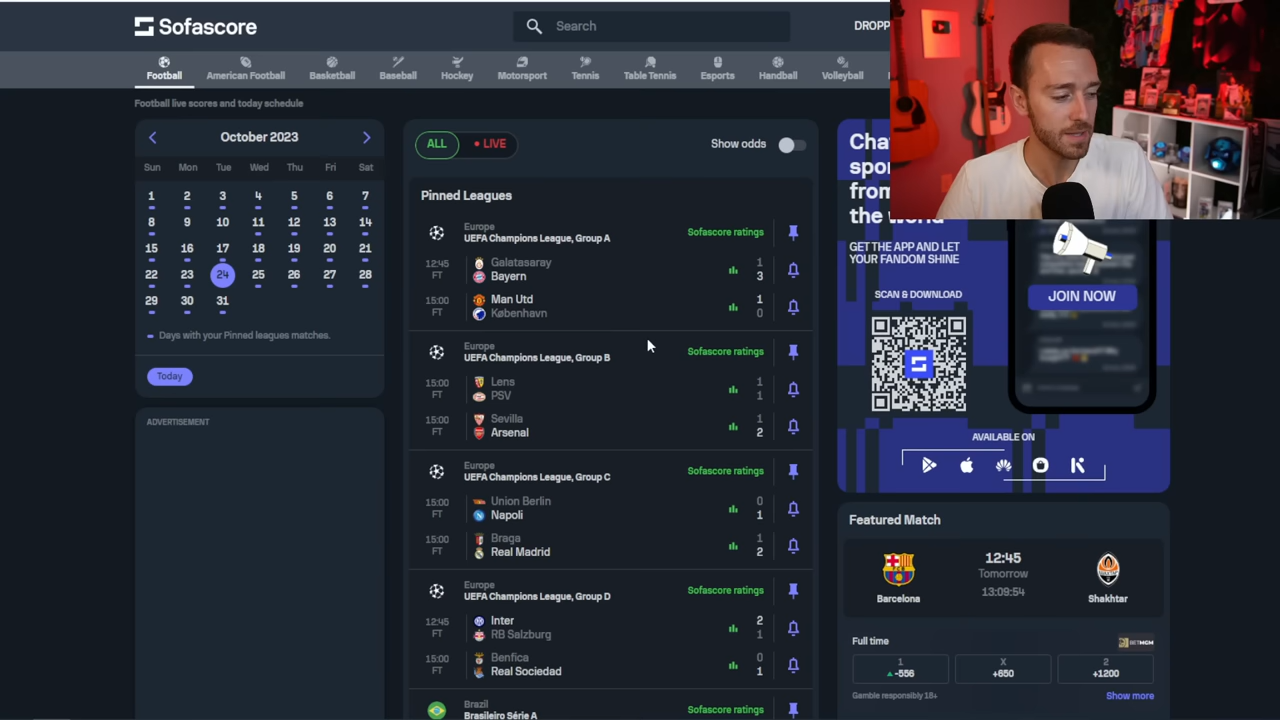 Sofascore
Search
DROPP
Football
American Football
Basketball
Baseball
Hockey
Motorsport
Tennis
Table Tennis
Esports
Handball
Volleyball
Football live scores and today schedule
October 2023
Sun Mon Tue Wed Thu Fri Sat
1 2 3 4 5 6 7
8 9 10 11 12 13 14
15 16 17 18 19 20 21
22 23 24 25 26 27 28
29 30 31
Days with your Pinned leagues matches.
Today
ADVERTISEMENT
ALL
LIVE
Show odds
Pinned Leagues
Europe
UEFA Champions League, Group A
Sofascore ratings
12:45 Galatasaray 1
FT Bayern 3
15:00 Man Utd 1
FT København 0
Europe
UEFA Champions League, Group B
Sofascore ratings
15:00 Lens 1
FT PSV 1
15:00 Sevilla 1
FT Arsenal 2
Europe
UEFA Champions League, Group C
Sofascore ratings
15:00 Union Berlin 0
FT Napoli 1
15:00 Braga 1
FT Real Madrid 2
Europe
UEFA Champions League, Group D
Sofascore ratings
12:45 Inter 2
FT RB Salzburg 1
15:00 Benfica 0
FT Real Sociedad 1
Brazil
Brasileiro Série A
Sofascore ratings
the
GET THE APP AND LET
YOUR FANDOM SHINE
SCAN & DOWNLOAD
JOIN NOW
AVAILABLE ON
Featured Match
Barcelona
12:45
Tomorrow
13:09:54
Shakhtar
Full time
BETMGM
1 X 2
-556 +650 +1200
Gamble responsibly 18+
Show more